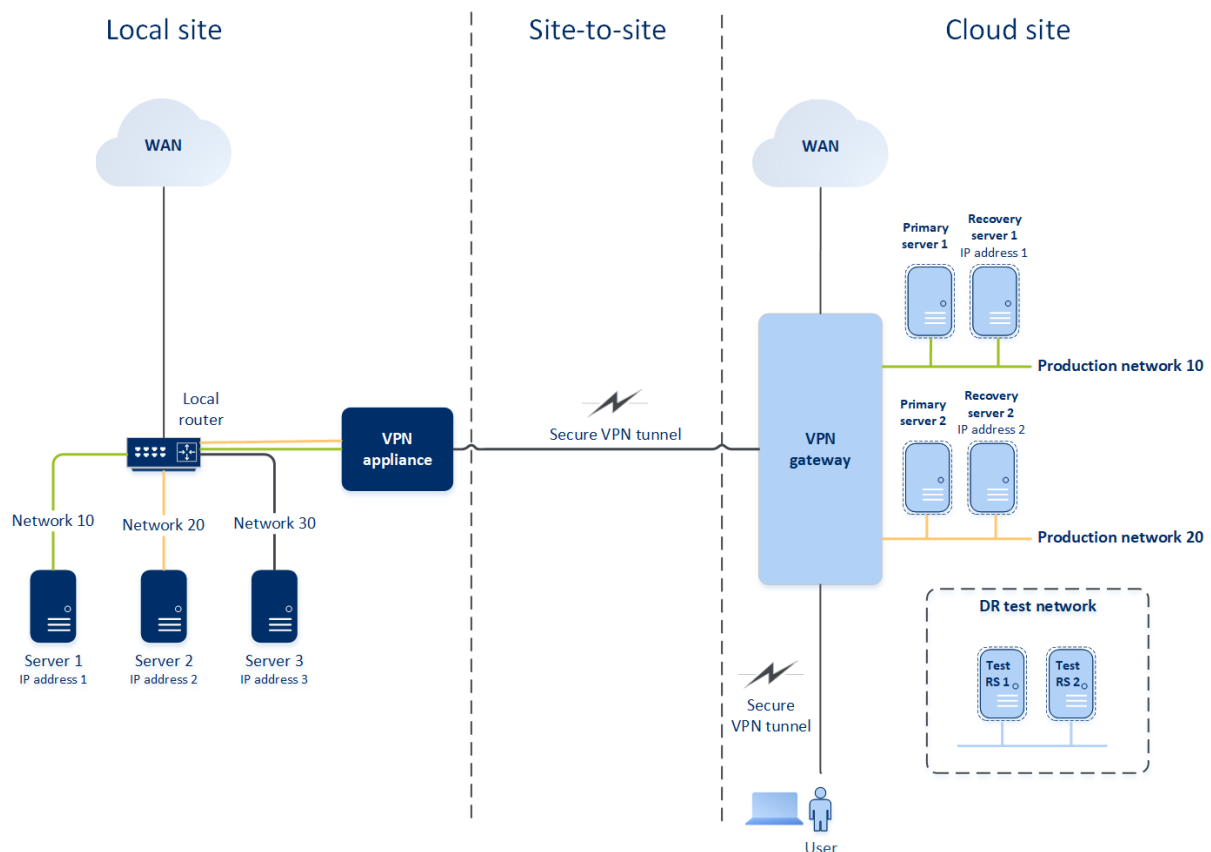 Local site
Site-to-site
Cloud site
WAN
WAN
Primary
server 1
Recovery
server 1
IP address 1
Production network 10
Local
router
VPN
appliance
Secure VPN tunnel
VPN
gateway
Primary
server 2
Recovery
server 2
IP address 2
Network 10
Network 20
Network 30
Production network 20
DR test network
Test
RS 1
Test
RS 2
Server 1
IP address 1
Server 2
IP address 2
Server 3
IP address 3
Secure
VPN tunnel
User